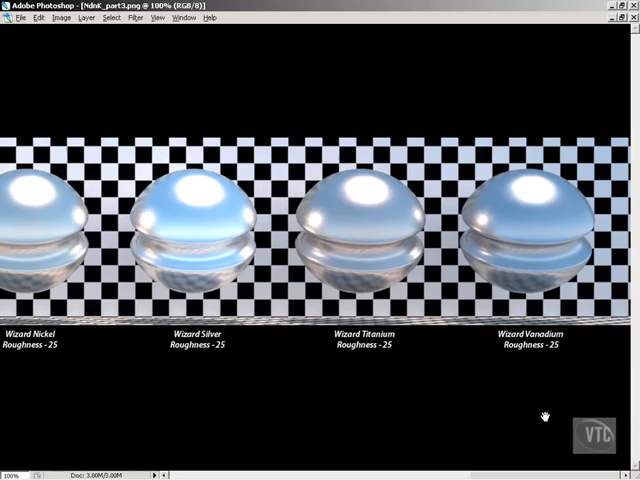 Adobe Photoshop - [NdnK_part3.png @ 100% (RGB/8)]
File Edit Image Layer Select Filter View Window Help
Wizard Nickel
Roughness - 25
Wizard Silver
Roughness - 25
Wizard Titanium
Roughness - 25
Wizard Vanadium
Roughness - 25
VTC
100%
Doc: 3.00M/3.00M